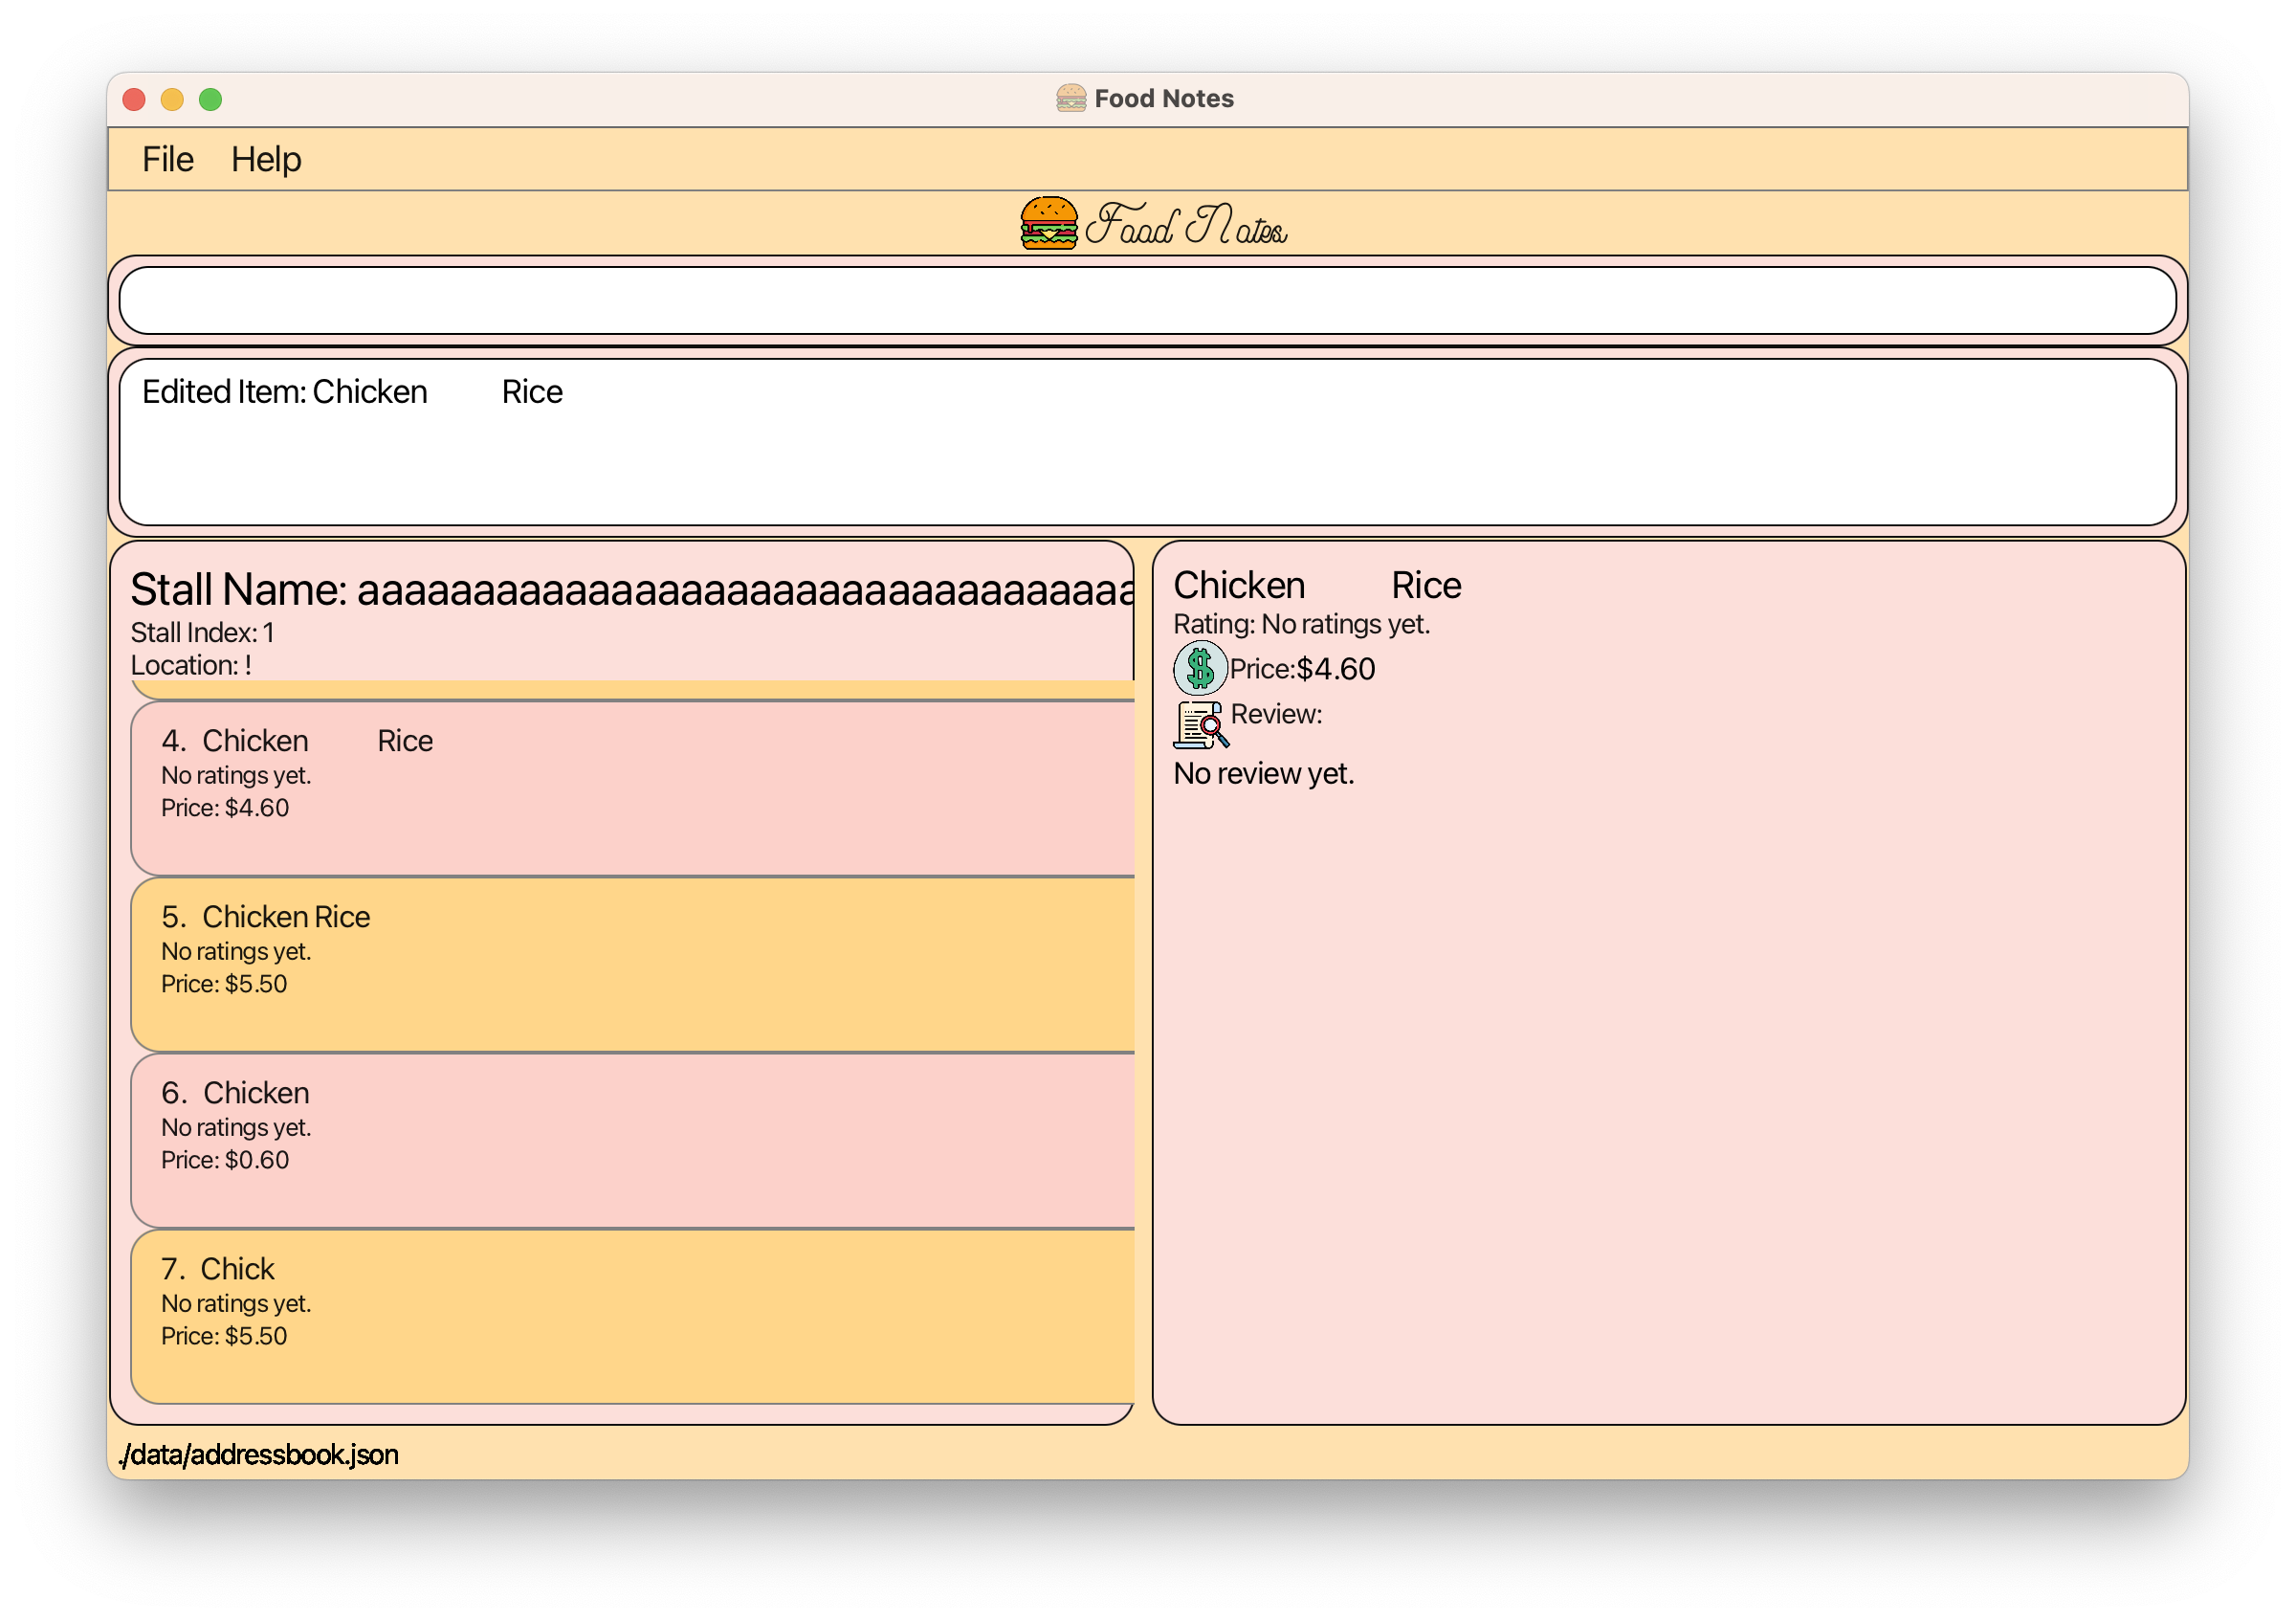 Food Notes
File Help
Food Notes
Edited Item: Chicken Rice
Stall Name: aaaaaaaaaaaaaaaaaaaaaaaaaaaaaaaaaa
Stall Index: 1
Location: !
4. Chicken Rice
No ratings yet.
Price: $4.60
5. Chicken Rice
No ratings yet.
Price: $5.50
6. Chicken
No ratings yet.
Price: $0.60
7. Chick
No ratings yet.
Price: $5.50
Chicken Rice
Rating: No ratings yet.
$ Price:$4.60
Review:
No review yet.
./data/addressbook.json